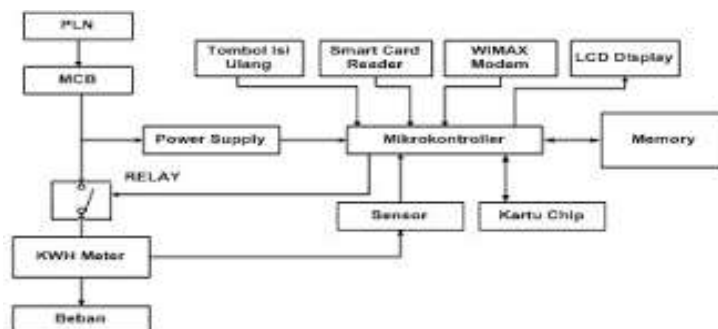 PLN
MCB
Tombol Isi
Ulang
Smart Card
Reader
WIMAX
Modem
LCD Display
Power Supply
Mikrokontroller
Memory
RELAY
Sensor
Kartu Chip
KWH Meter
Beban